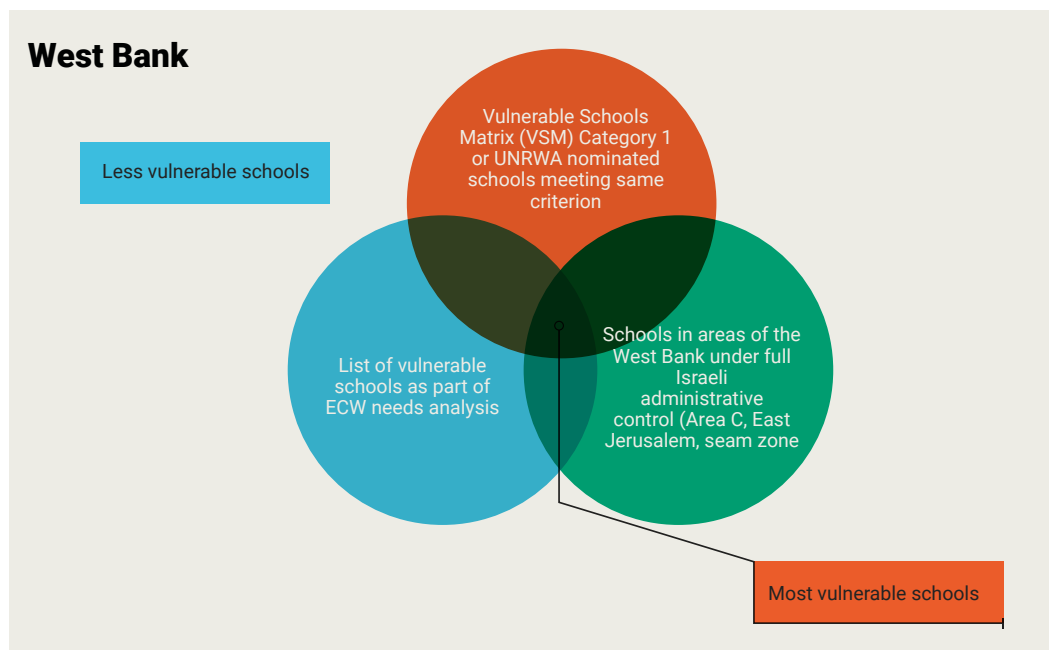 West Bank
Less vulnerable schools
Vulnerable Schools
Matrix (VSM) Category 1
or UNRWA nominated
schools meeting same
criterion
List of vulnerable
schools as part of
ECW needs analysis
Schools in areas of the
West Bank under full
Israeli
administrative
control (Area C, East
Jerusalem, seam zone
Most vulnerable schools